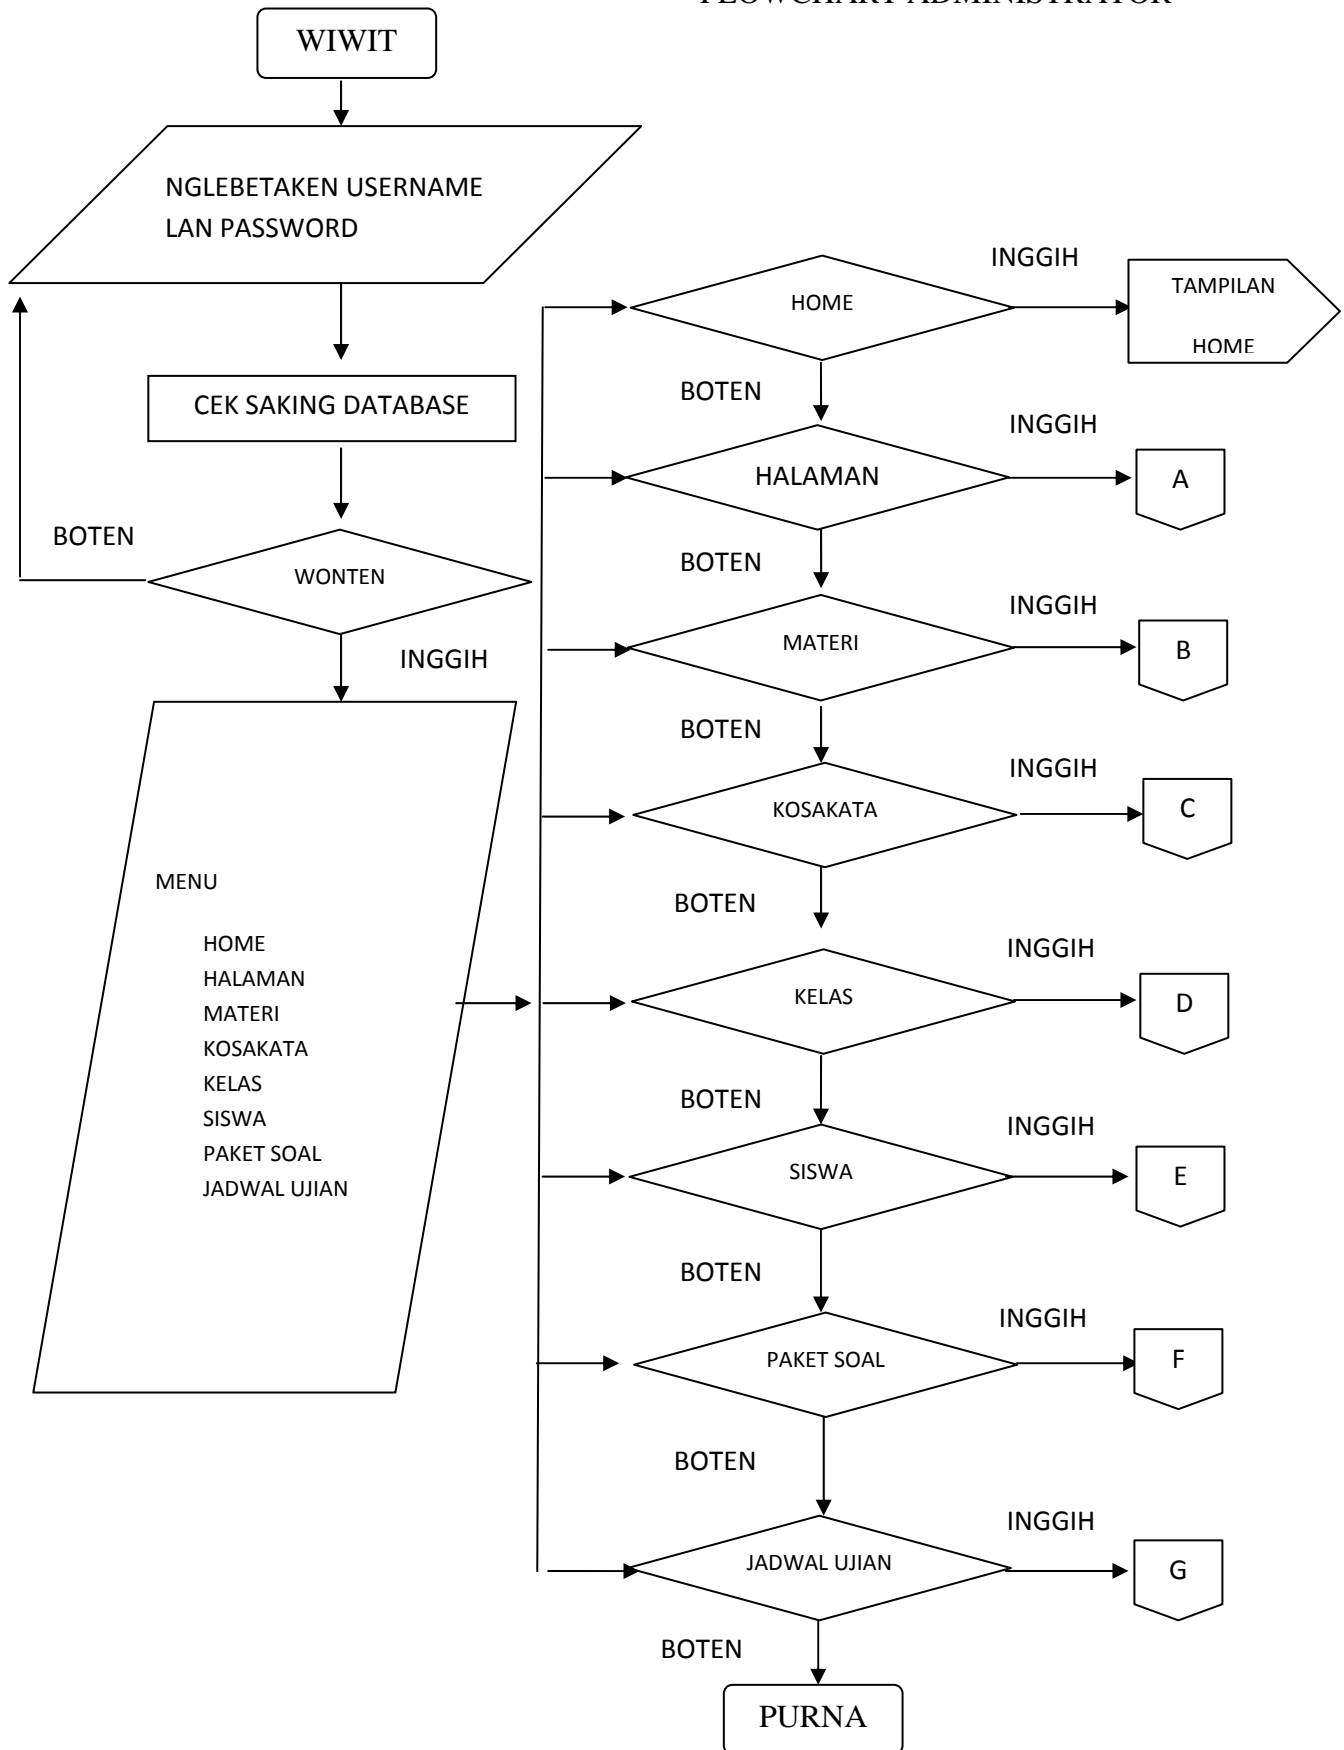 FLOWCHART ADMINISTRATOR
WIWIT
NGLEBETAKEN USERNAME
LAN PASSWORD
CEK SAKING DATABASE
BOTEN
WONTEN
INGGIH
MENU
HOME
HALAMAN
MATERI
KOSAKATA
KELAS
SISWA
PAKET SOAL
JADWAL UJIAN
HOME
INGGIH
TAMPILAN
HOME
BOTEN
HALAMAN
INGGIH
A
BOTEN
MATERI
INGGIH
B
BOTEN
KOSAKATA
INGGIH
C
BOTEN
KELAS
INGGIH
D
BOTEN
SISWA
INGGIH
E
BOTEN
PAKET SOAL
INGGIH
F
BOTEN
JADWAL UJIAN
INGGIH
G
BOTEN
PURNA